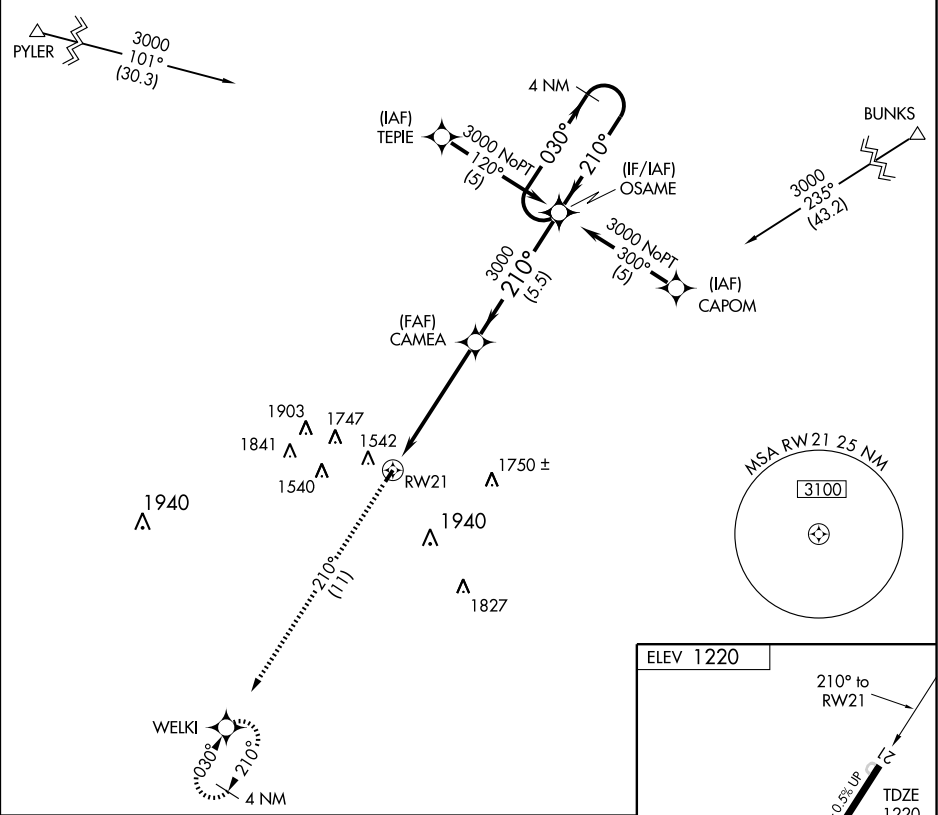 PYLER
3000
101°
(30.3)
4 NM
030°
210°
(IAF)
TEPIE
3000 NoPT
120°
(5)
(IF/IAF)
OSAME
BUNKS
3000
235°
(43.2)
3000 NoPT
300°
(5)
(IAF)
CAPOM
3000
210°
(5.5)
(FAF)
CAMEA
1903
1747
1841
1542
1540
RW21
1750 ±
1940
1940
1827
MSA RW21 25 NM
3100
210°
(11)
WELKI
030°
210°
4 NM
ELEV 1220
210° to
RW21
21
0.5% UP
TDZE
1220